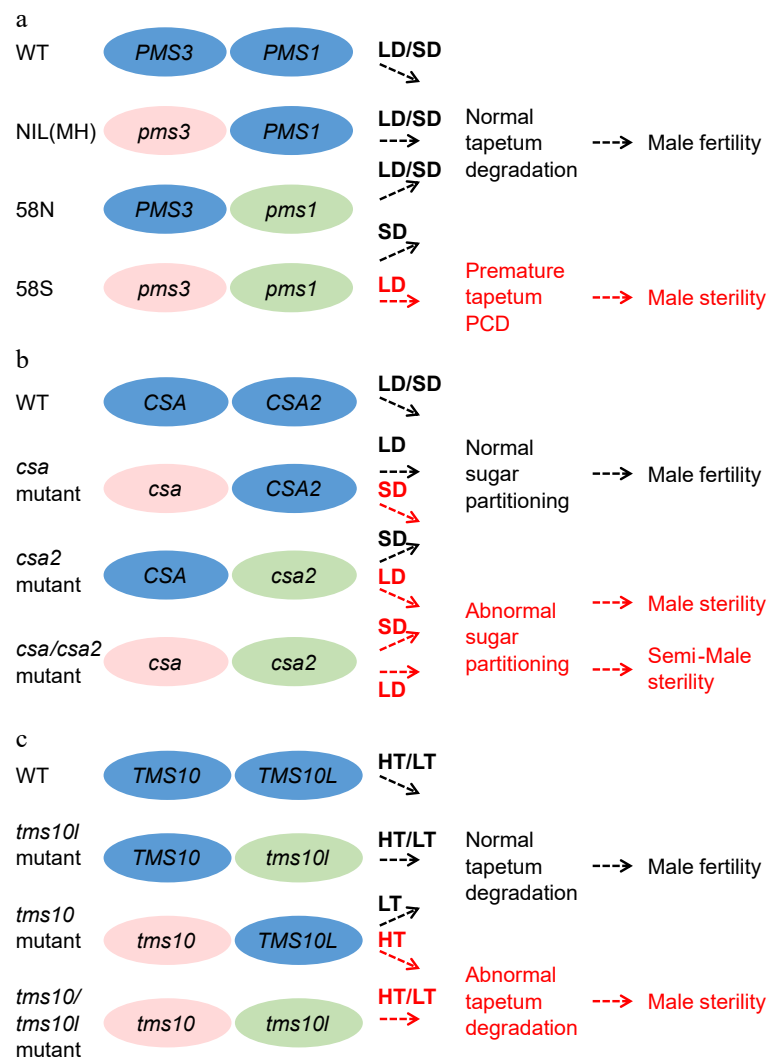 a
WT
PMS3 PMS1
LD/SD
NIL(MH)
pms3 PMS1
LD/SD
Normal
tapetum
degradation
Male fertility
58N
PMS3 pms1
LD/SD
58S
pms3 pms1
SD
LD
Premature
tapetum
PCD
Male sterility
b
WT
CSA CSA2
LD/SD
csa
mutant
csa CSA2
LD
SD
Normal
sugar
partitioning
Male fertility
csa2
mutant
CSA csa2
SD
LD
csa/csa2
mutant
csa csa2
SD
LD
Abnormal
sugar
partitioning
Male sterility
Semi-Male
sterility
c
WT
TMS10 TMS10L
HT/LT
tms10l
mutant
TMS10 tms10l
HT/LT
Normal
tapetum
degradation
Male fertility
tms10
mutant
tms10 TMS10L
LT
HT
tms10/
tms10l
mutant
tms10 tms10l
HT/LT
Abnormal
tapetum
degradation
Male sterility